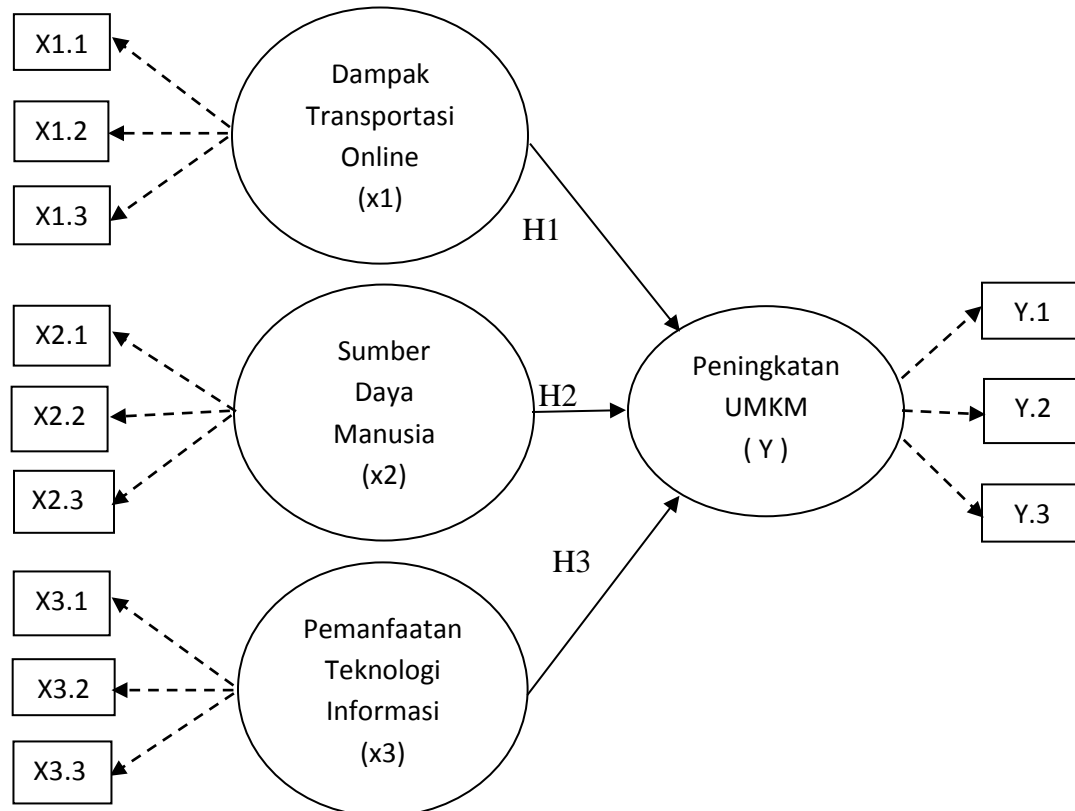 X1.1
X1.2
X1.3
Dampak
Transportasi
Online
(x1)
H1
X2.1
X2.2
X2.3
Sumber
Daya
Manusia
(x2)
H2
Peningkatan
UMKM
( Y )
Y.1
Y.2
Y.3
H3
X3.1
X3.2
X3.3
Pemanfaatan
Teknologi
Informasi
(x3)